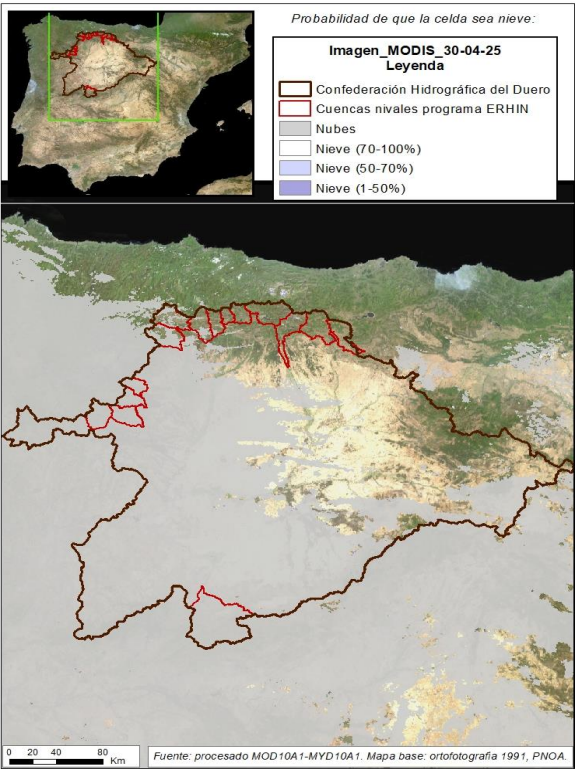 Probabilidad de que la celda sea nieve:
Imagen_MODIS_30-04-25
Leyenda
Confederación Hidrográfica del Duero
Cuencas nivales programa ERHIN
Nubes
Nieve (70-100%)
Nieve (50-70%)
Nieve (1-50%)
0 20 40 80
Km
Fuente: procesado MOD10A1-MYD10A1. Mapa base: ortofotografia 1991, PNOA.